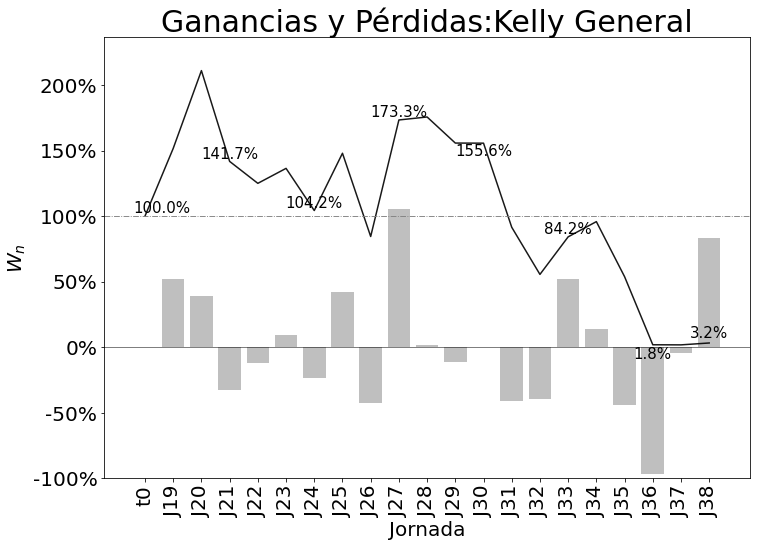 Ganancias y Pérdidas:Kelly General
200%
150%
100%
50%
0%
-50%
-100%
Wn
100.0%
141.7%
104.2%
173.3%
155.6%
84.2%
1.8%
3.2%
t0
J19
J20
J21
J22
J23
J24
J25
J26
J27
J28
J29
J30
J31
J32
J33
J34
J35
J36
J37
J38
Jornada